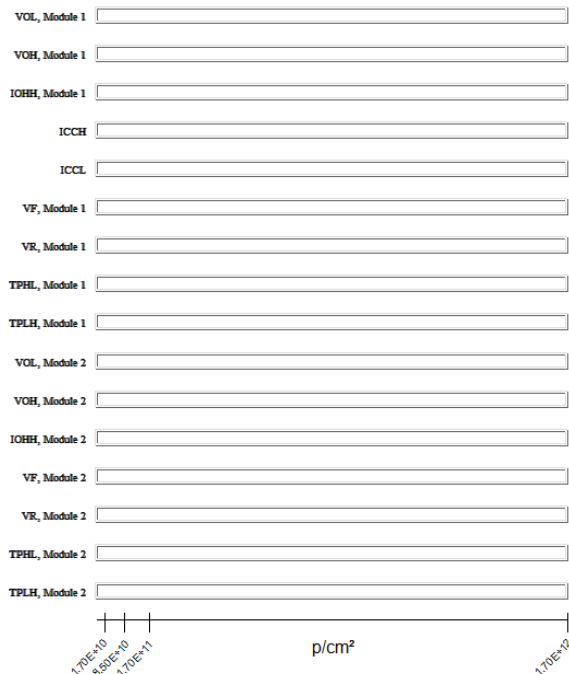 VOL, Module 1
VOH, Module 1
IOHH, Module 1
ICCH
ICCL
VF, Module 1
VR, Module 1
TPHL, Module 1
TPLH, Module 1
VOL, Module 2
VOH, Module 2
IOHH, Module 2
VF, Module 2
VR, Module 2
TPHL, Module 2
TPLH, Module 2
1.70E+10
8.50E+10
1.70E+11
1.70E+12
p/cm²